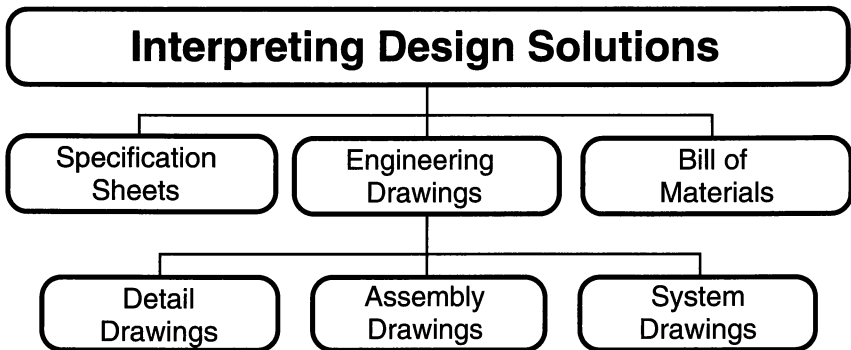 Interpreting Design Solutions
Specification
Sheets
Engineering
Drawings
Bill of
Materials
Detail
Drawings
Assembly
Drawings
System
Drawings